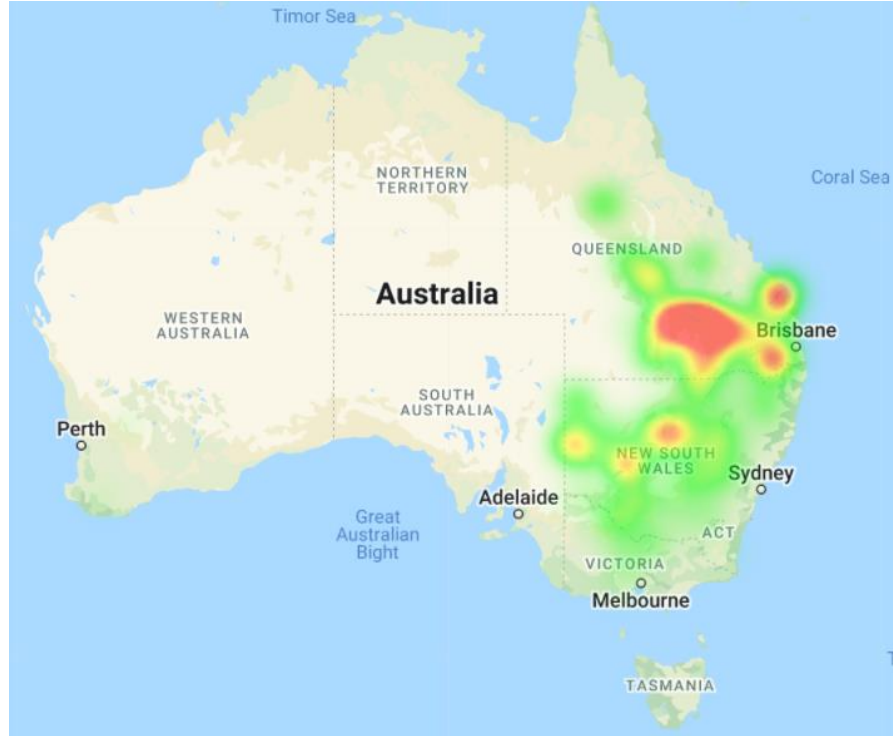 Timor Sea
NORTHERN
TERRITORY
Coral Sea
QUEENSLAND
Australia
WESTERN
AUSTRALIA
Brisbane
SOUTH
AUSTRALIA
Perth
NEW SOUTH
WALES
Sydney
Adelaide
Great
Australian
Bight
ACT
VICTORIA
Melbourne
T
TASMANIA